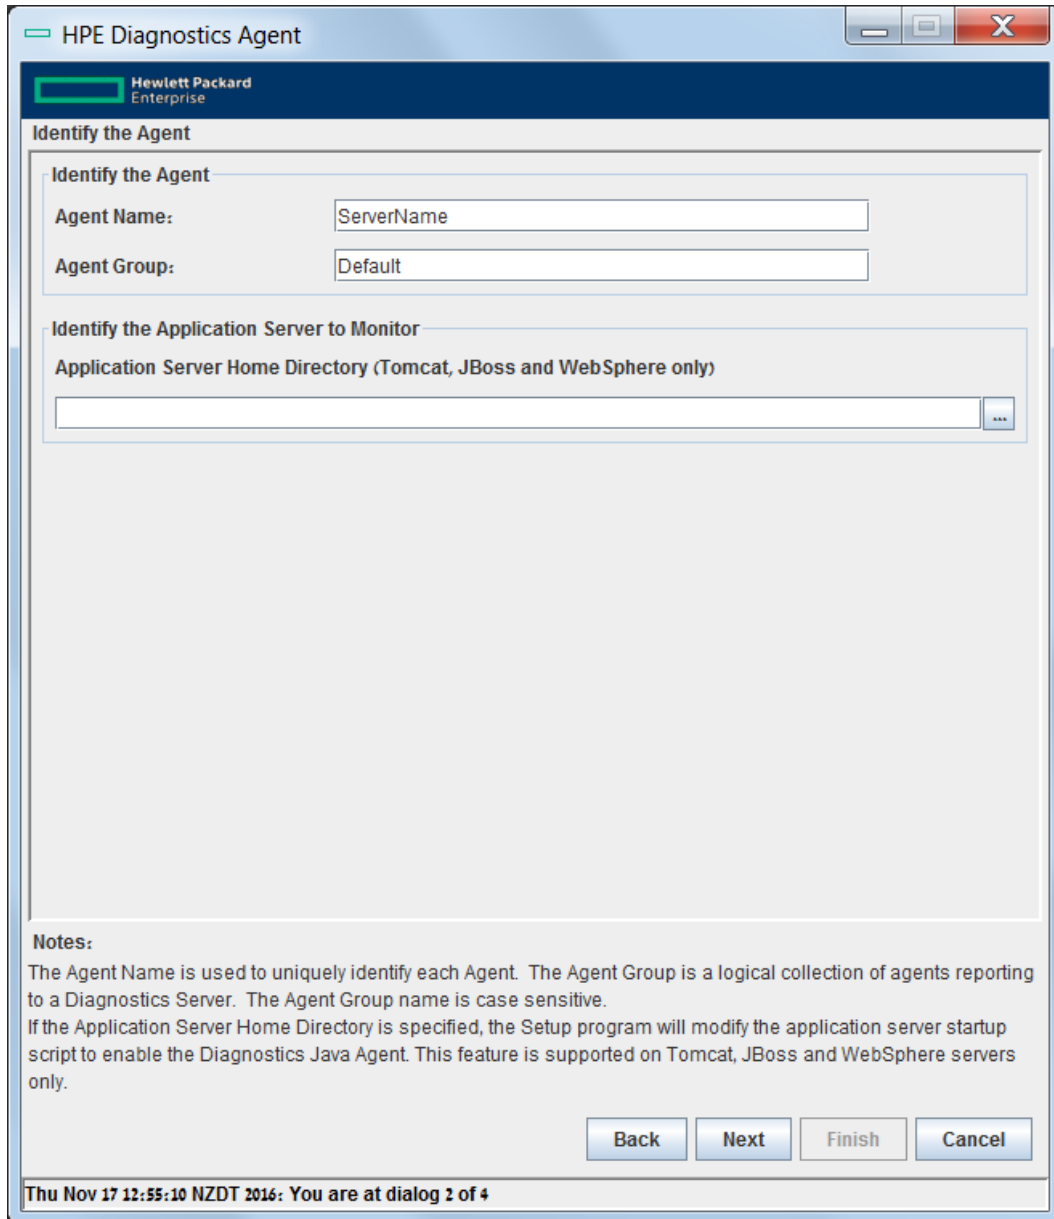 HPE Diagnostics Agent
Hewlett Packard
Enterprise
Identify the Agent
Identify the Agent
Agent Name:
ServerName
Agent Group:
Default
Identify the Application Server to Monitor
Application Server Home Directory (Tomcat, JBoss and WebSphere only)
...
Notes:
The Agent Name is used to uniquely identify each Agent.  The Agent Group is a logical collection of agents reporting
to a Diagnostics Server.  The Agent Group name is case sensitive.
If the Application Server Home Directory is specified, the Setup program will modify the application server startup
script to enable the Diagnostics Java Agent. This feature is supported on Tomcat, JBoss and WebSphere servers
only.
Back Next Finish Cancel
Thu Nov 17 12:55:10 NZDT 2016: You are at dialog 2 of 4